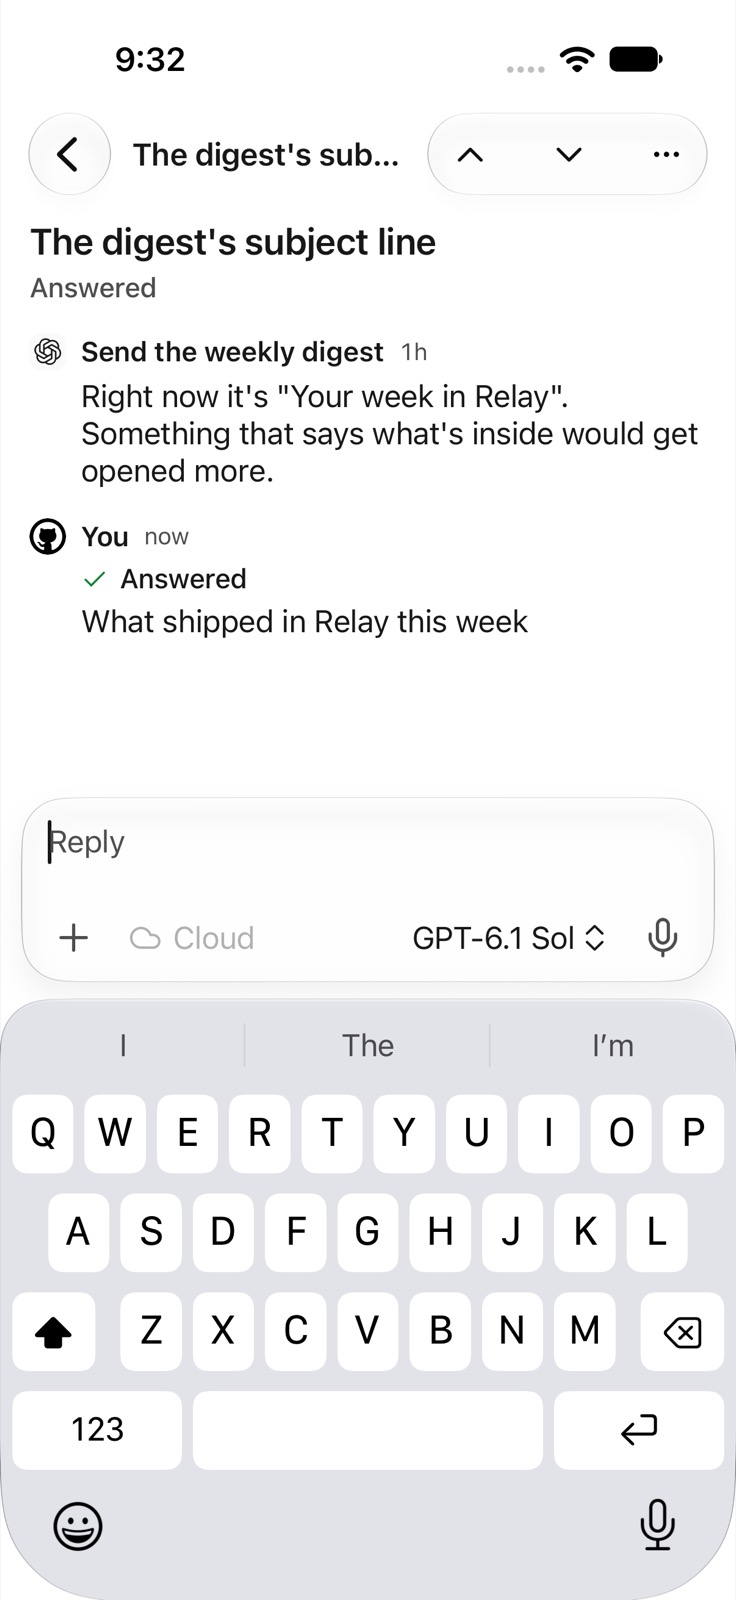 9:32
The digest's sub...
The digest's subject line
Answered
Send the weekly digest 1h
Right now it's "Your week in Relay".
Something that says what's inside would get
opened more.
You now
Answered
What shipped in Relay this week
Reply
Cloud GPT-6.1 Sol
I The I'm
Q W E R T Y U I O P
A S D F G H J K L
Z X C V B N M
123